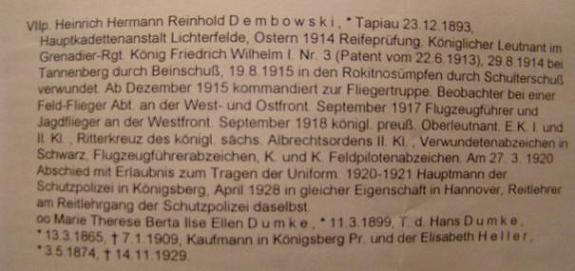 VIIp. Heinrich Hermann Reinhold Dembowski, * Tapiau 23.12.1893,
Hauptkadettenanstalt Lichterfelde, Ostern 1914 Reifeprüfung. Königlicher Leutnant im
Grenadier-Rgt. König Friedrich Wilhelm I. Nr. 3 (Patent vom 22.6.1913), 29.8.1914 bei
Tannenberg durch Beinschuß, 19.8.1915 in den Rokitnosümpfen durch Schulterschuß
verwundet. Ab Dezember 1915 kommandiert zur Fliegertruppe. Beobachter bei einer
Feld-Flieger Abt. an der West- und Ostfront. September 1917 Flugzeugführer und
Jagdflieger an der Westfront. September 1918 königl. preuß. Oberleutnant. E.K. I. und
II. Kl., Ritterkreuz des königl. sächs. Albrechtsordens II. Kl., Verwundetenabzeichen in
Schwarz, Flugzeugführerabzeichen, K. und K. Feldpilotenabzeichen. Am 27. 3. 1920
Abschied mit Erlaubnis zum Tragen der Uniform. 1920-1921 Hauptmann der
Schutzpolizei in Königsberg, April 1928 in gleicher Eigenschaft in Hannover, Reitlehrer
am Reitlehrgang der Schutzpolizei daselbst.
oo Marie Therese Berta Ilse Ellen Dumke, * 11.3.1899, T. d. Hans Dumke,
* 13.3.1865, † 7.1.1909, Kaufmann in Königsberg Pr. und der Elisabeth Heller,
* 3.5.1874, † 14.11.1929.